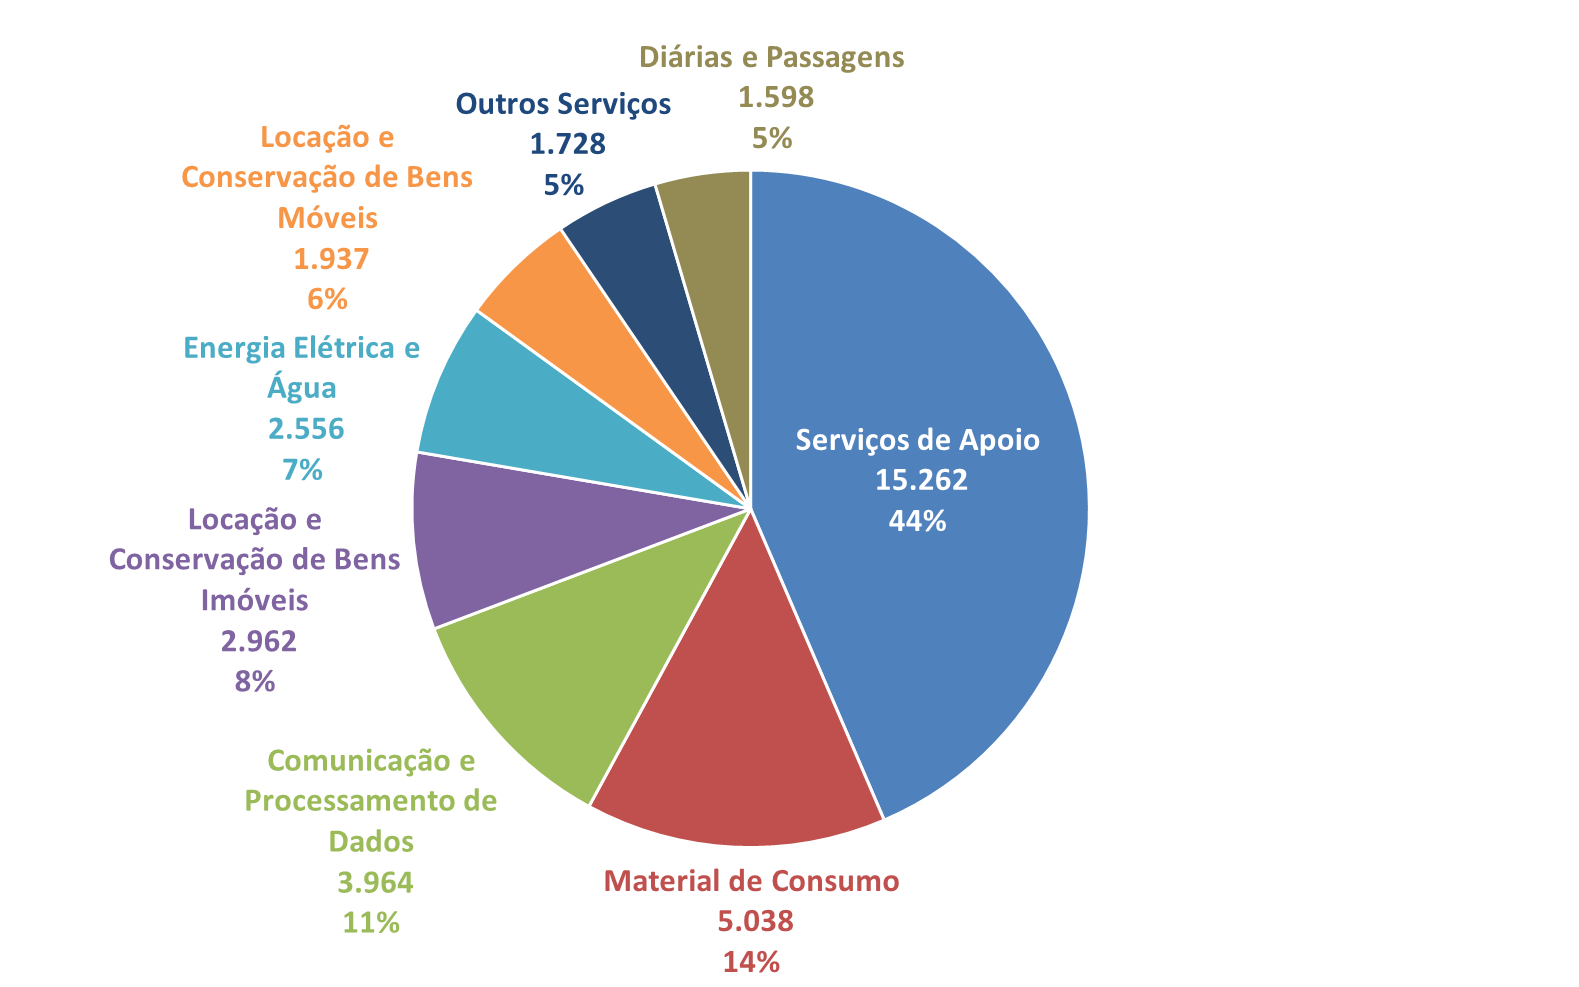 Diárias e Passagens
1.598
5%
Outros Serviços
1.728
5%
Locação e
Conservação de Bens
Móveis
1.937
6%
Energia Elétrica e
Água
2.556
7%
Serviços de Apoio
15.262
44%
Locação e
Conservação de Bens
Imóveis
2.962
8%
Comunicação e
Processamento de
Dados
3.964
11%
Material de Consumo
5.038
14%